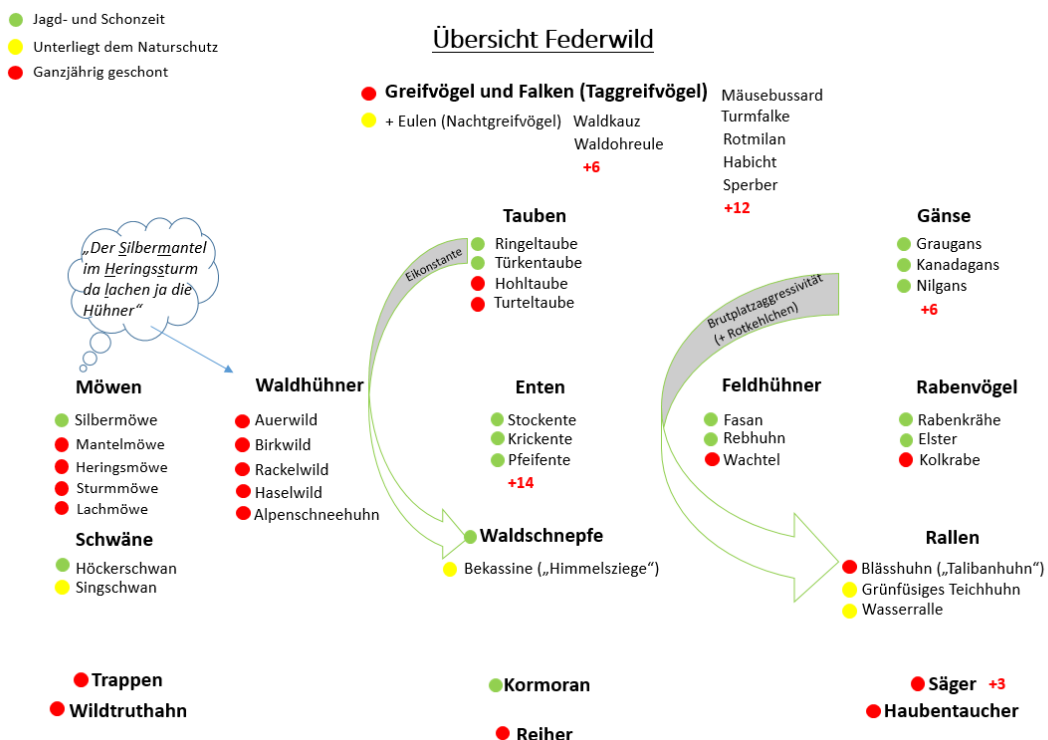 Jagd- und Schonzeit
Unterliegt dem Naturschutz
Ganzjährig geschont
Übersicht Federwild
Greifvögel und Falken (Taggreifvögel)
+ Eulen (Nachtgreifvögel)
Waldkauz
Waldohreule
+6
Mäusebussard
Turmfalke
Rotmilan
Habicht
Sperber
+12
„Der Silbermantel
im Heringssturm
da lachen ja die
Hühner“
Tauben
Ringeltaube
Türkentaube
Hohltaube
Turteltaube
Eikonstante
Gänse
Graugans
Kanadagans
Nilgans
+6
Brutplatzaggressivität
(+ Rotkehlchen)
Möwen
Silbermöwe
Mantelmöwe
Heringsmöwe
Sturmmöwe
Lachmöwe
Waldhühner
Auerwild
Birkwild
Rackelwild
Haselwild
Alpenschneehuhn
Enten
Stockente
Krickente
Pfeifente
+14
Feldhühner
Fasan
Rebhuhn
Wachtel
Rabenvögel
Rabenkrähe
Elster
Kolkrabe
Schwäne
Höckerschwan
Singschwan
Waldschnepfe
Bekassine („Himmelsziege“)
Rallen
Blässhuhn („Talibanhuhn“)
Grünfüsiges Teichhuhn
Wasserralle
Trappen
Wildtruthahn
Kormoran
Reiher
Säger +3
Haubentaucher